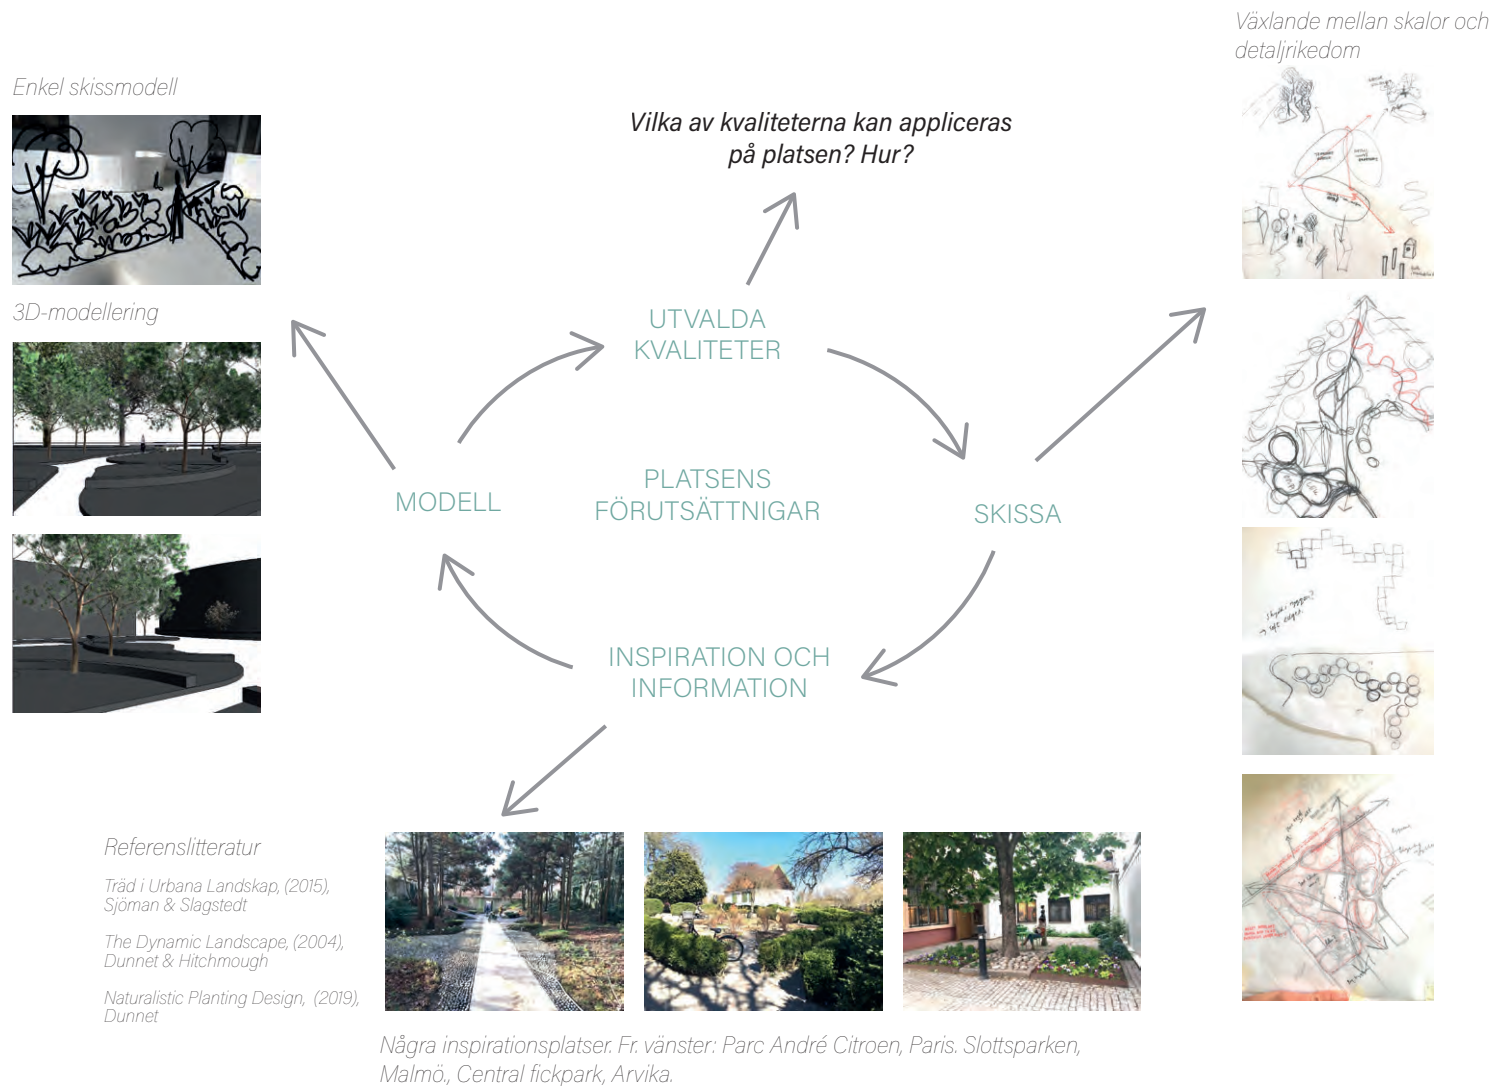 Växlande mellan skalor och
detaljrikedom
Enkel skissmodell
Vilka av kvaliteterna kan appliceras
på platsen? Hur?
3D-modellering
UTVALDA
KVALITETER
PLATSENS
FÖRUTSÄTTNIGAR
MODELL
SKISSA
INSPIRATION OCH
INFORMATION
Referenslitteratur
Träd i Urbana Landskap, (2015),
Sjöman & Slagstedt
The Dynamic Landscape, (2004),
Dunnet & Hitchmough
Naturalistic Planting Design, (2019),
Dunnet
Några inspirationsplatser. Fr. vänster: Parc André Citroen, Paris. Slottsparken,
Malmö., Central fickpark, Arvika.